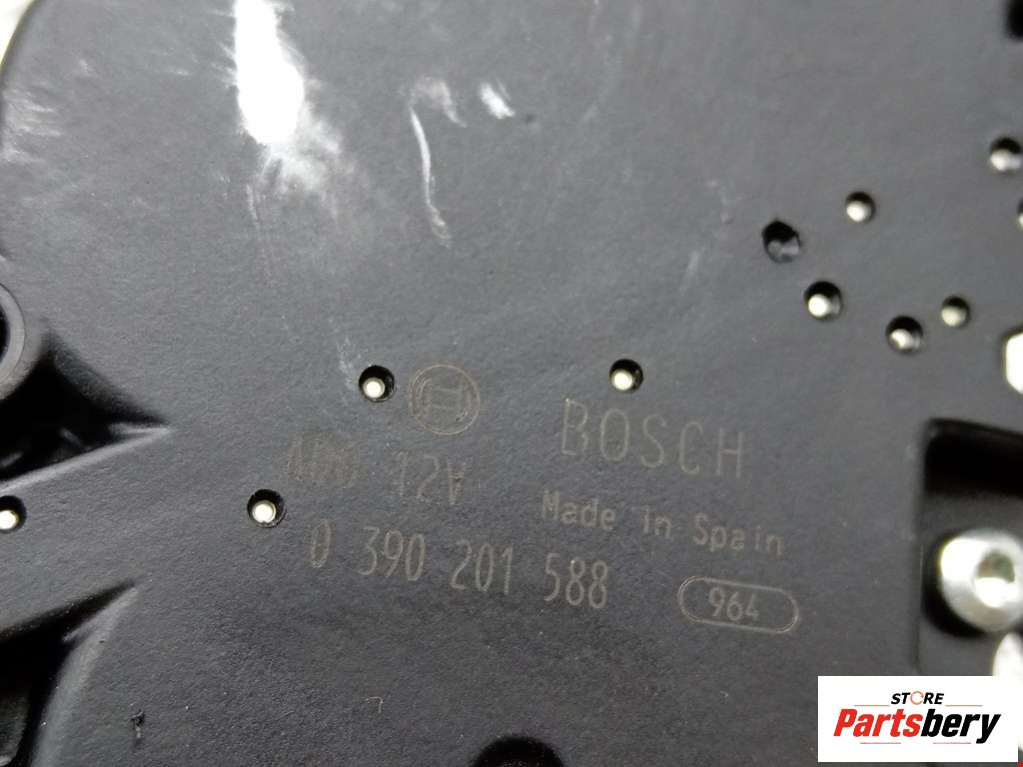 BOSCH
12V
Made in Spain
0 390 201 588
964
STORE
Partsbery